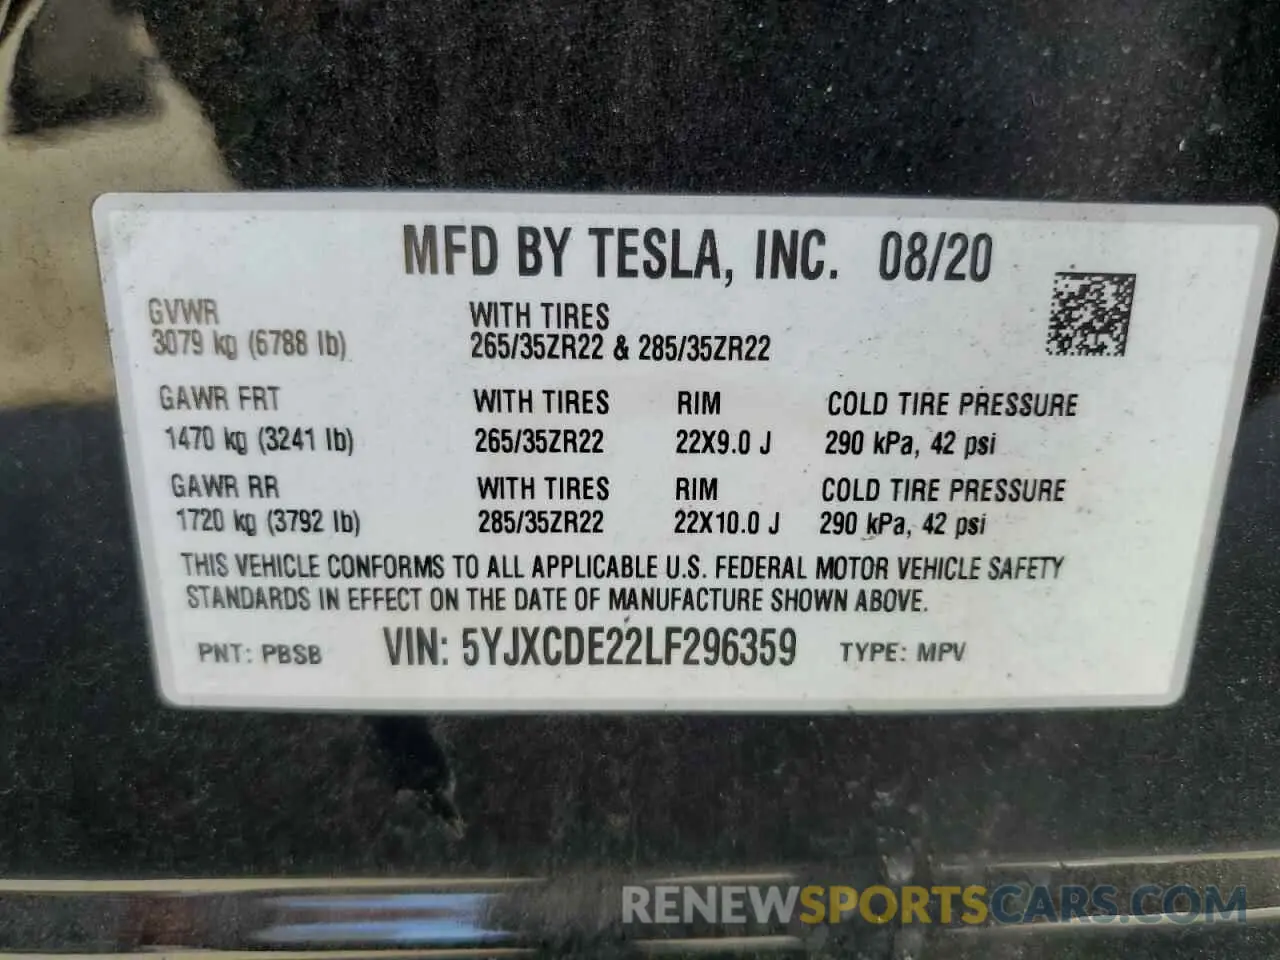 MFD BY TESLA, INC. 08/20
GVWR WITH TIRES
3079 kg (6788 lb) 265/35ZR22 & 285/35ZR22
GAWR FRT WITH TIRES RIM COLD TIRE PRESSURE
1470 kg (3241 lb) 265/35ZR22 22X9.0 J 290 kPa, 42 psi
GAWR RR WITH TIRES RIM COLD TIRE PRESSURE
1720 kg (3792 lb) 285/35ZR22 22X10.0 J 290 kPa, 42 psi
THIS VEHICLE CONFORMS TO ALL APPLICABLE U.S. FEDERAL MOTOR VEHICLE SAFETY
STANDARDS IN EFFECT ON THE DATE OF MANUFACTURE SHOWN ABOVE.
PNT: PBSB VIN: 5YJXCDE22LF296359 TYPE: MPV
RENEWSPORTSCARS.COM